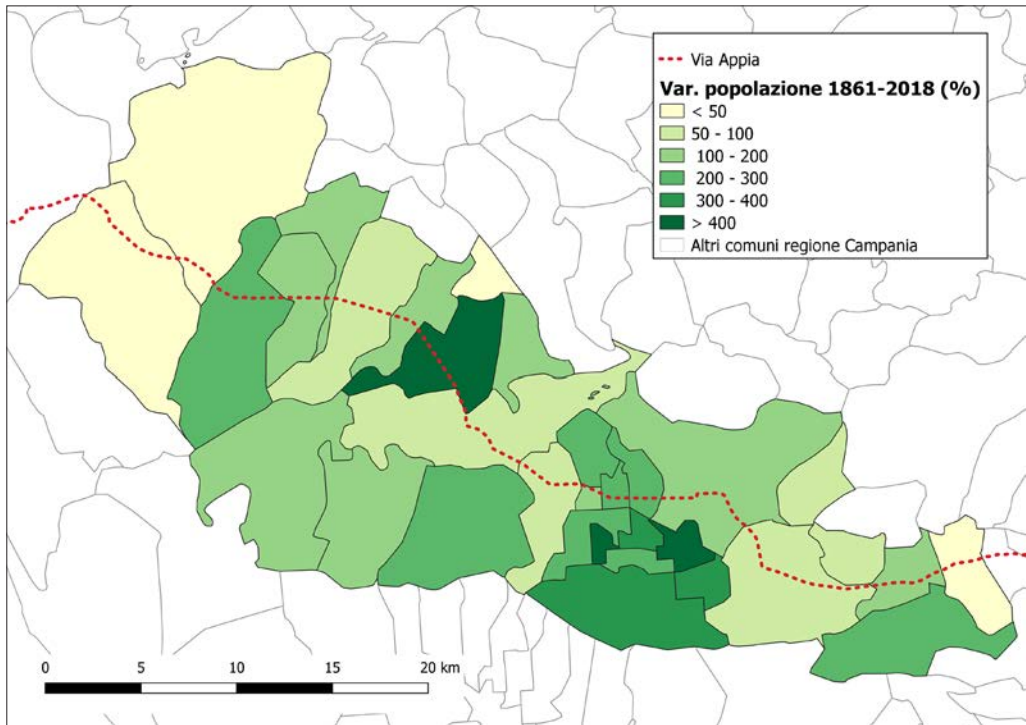 Via Appia
Var. popolazione 1861-2018 (%)
< 50
50 - 100
100 - 200
200 - 300
300 - 400
> 400
Altri comuni regione Campania
0 5 10 15 20 km